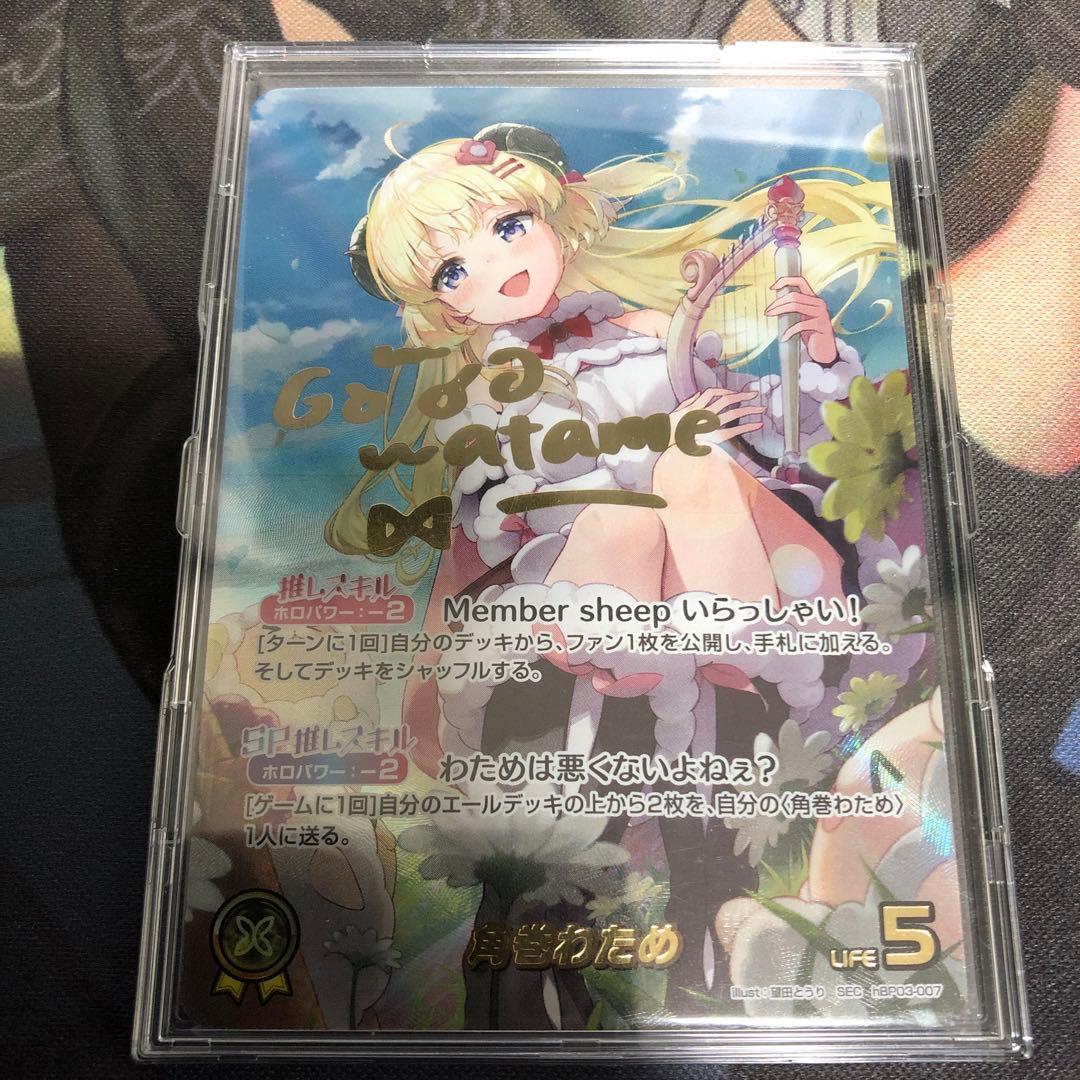 watame
推しスキル
ホロパワー：－2
Member sheep いらっしゃい！
[ターンに1回]自分のデッキから、ファン1枚を公開し、手札に加える。
そしてデッキをシャッフルする。
SP推しスキル
ホロパワー：－2
わためは悪くないよねぇ？
[ゲームに1回]自分のエールデッキの上から2枚を、自分の〈角巻わため〉
1人に送る。
角巻わため
LIFE 5
illust：望田とうり SEC hBP03-007